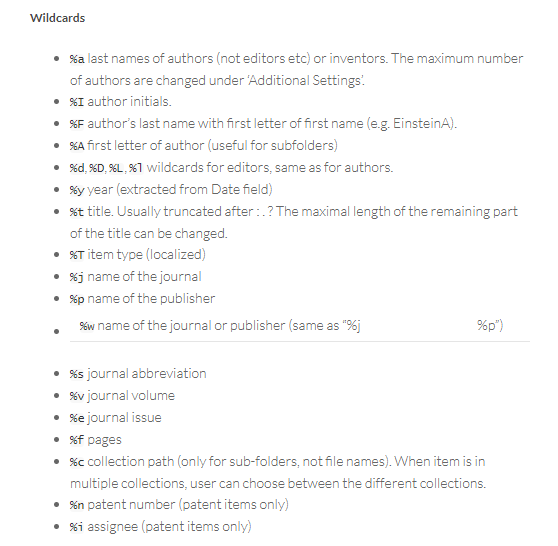 Wildcards
%a last names of authors (not editors etc) or inventors. The maximum number
of authors are changed under ‘Additional Settings’.
%I author initials.
%F author’s last name with first letter of first name (e.g. EinsteinA).
%A first letter of author (useful for subfolders)
%d, %D, %L, %l wildcards for editors, same as for authors.
%y year (extracted from Date field)
%t title. Usually truncated after : . ? The maximal length of the remaining part
of the title can be changed.
%T item type (localized)
%j name of the journal
%p name of the publisher
%w name of the journal or publisher (same as “%j %p”)
%s journal abbreviation
%v journal volume
%e journal issue
%f pages
%c collection path (only for sub-folders, not file names). When item is in
multiple collections, user can choose between the different collections.
%n patent number (patent items only)
%i assignee (patent items only)